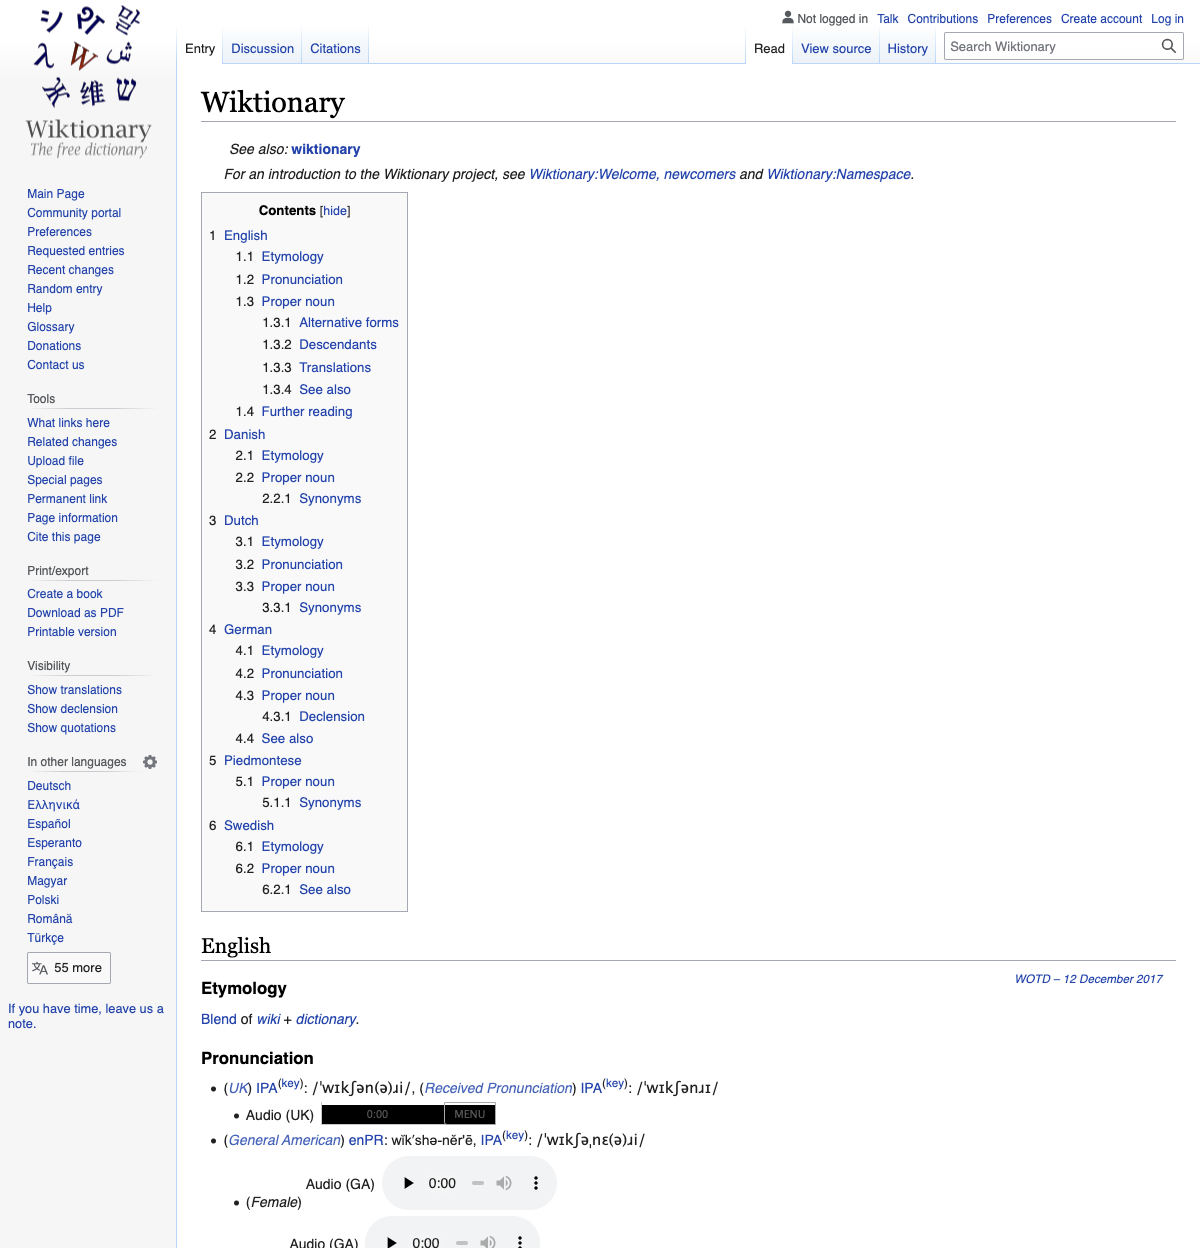 Not logged in Talk Contributions Preferences Create account Log in
Entry Discussion Citations
Read View source History Search Wiktionary
Wiktionary
The free dictionary
Main Page
Community portal
Preferences
Requested entries
Recent changes
Random entry
Help
Glossary
Donations
Contact us
Tools
What links here
Related changes
Upload file
Special pages
Permanent link
Page information
Cite this page
Print/export
Create a book
Download as PDF
Printable version
Visibility
Show translations
Show declension
Show quotations
In other languages
Deutsch
Ελληνικά
Español
Esperanto
Français
Magyar
Polski
Română
Türkçe
55 more
If you have time, leave us a
note.
Wiktionary
See also: wiktionary
For an introduction to the Wiktionary project, see Wiktionary:Welcome, newcomers and Wiktionary:Namespace.
Contents [hide]
1 English
1.1 Etymology
1.2 Pronunciation
1.3 Proper noun
1.3.1 Alternative forms
1.3.2 Descendants
1.3.3 Translations
1.3.4 See also
1.4 Further reading
2 Danish
2.1 Etymology
2.2 Proper noun
2.2.1 Synonyms
3 Dutch
3.1 Etymology
3.2 Pronunciation
3.3 Proper noun
3.3.1 Synonyms
4 German
4.1 Etymology
4.2 Pronunciation
4.3 Proper noun
4.3.1 Declension
4.4 See also
5 Piedmontese
5.1 Proper noun
5.1.1 Synonyms
6 Swedish
6.1 Etymology
6.2 Proper noun
6.2.1 See also
English
WOTD – 12 December 2017
Etymology
Blend of wiki + dictionary.
Pronunciation
• (UK) IPA(key): /ˈwɪkʃən(ə)ɹi/, (Received Pronunciation) IPA(key): /ˈwɪkʃənɹɪ/
• Audio (UK) 0:00 MENU
• (General American) enPR: wĭk′shə-nĕr'ē, IPA(key): /ˈwɪkʃəˌnɛ(ə)ɹi/
Audio (GA) 0:00
• (Female)
Audio (GA) 0:00